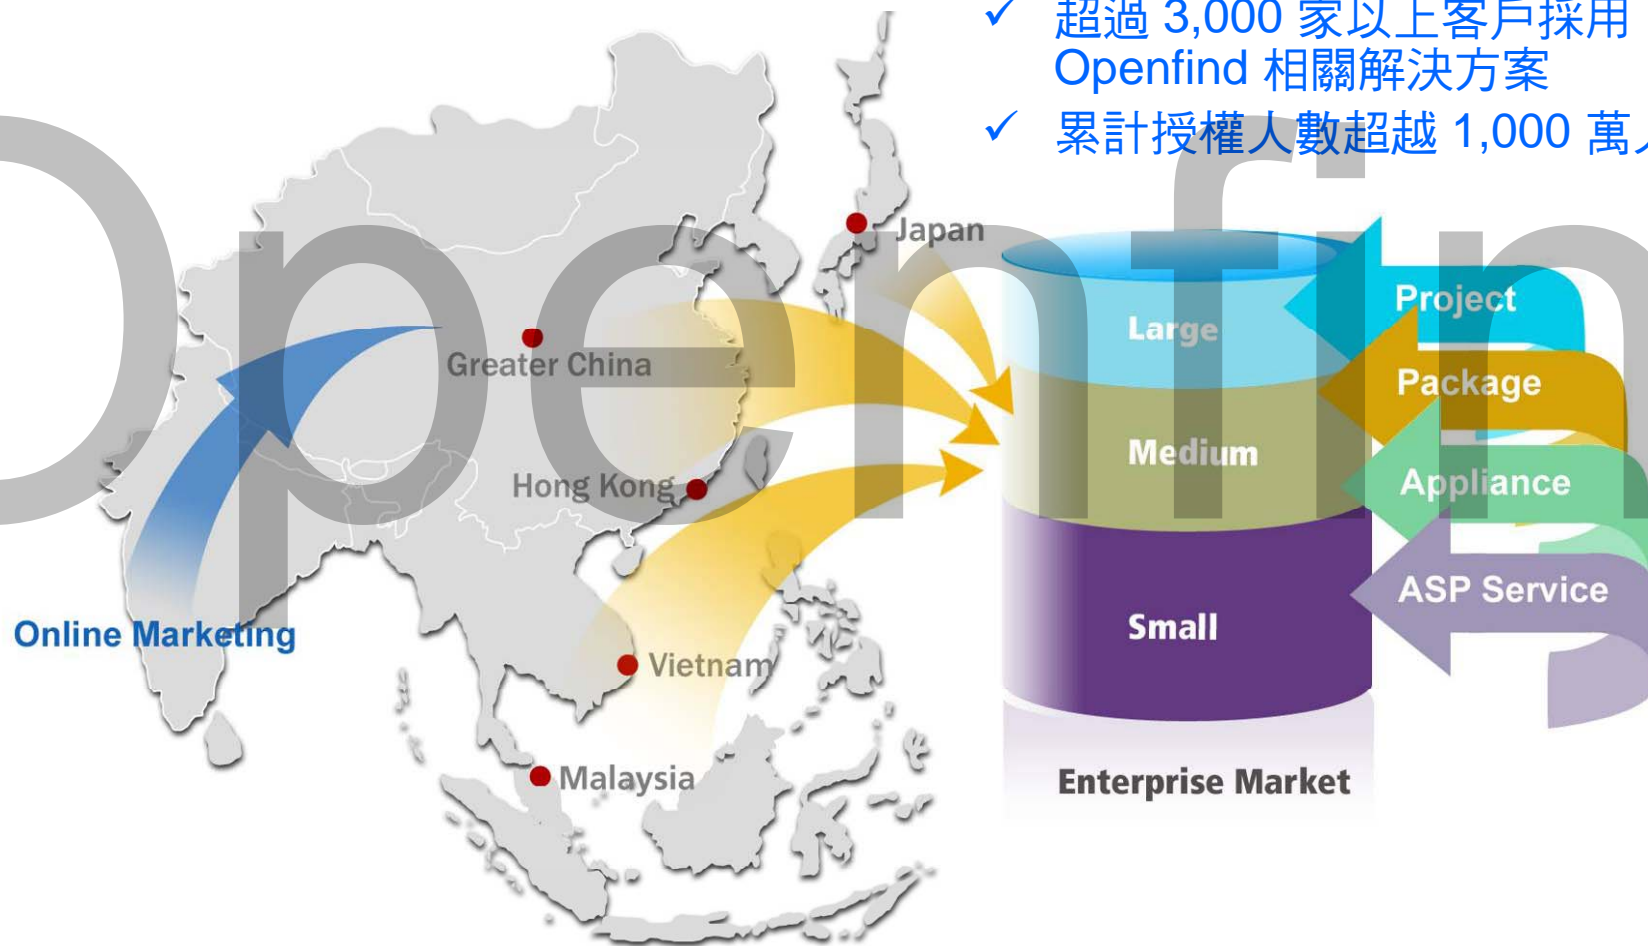 超過 3,000 家以上客戶採用
Openfind 相關解決方案
累計授權人數超越 1,000 萬
Openfin
Japan
Greater China
Hong Kong
Vietnam
Malaysia
Online Marketing
Large
Medium
Small
Enterprise Market
Project
Package
Appliance
ASP Service